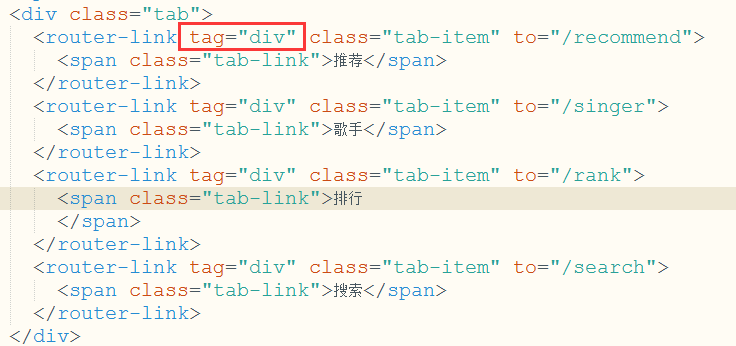 <div class="tab">
  <router-link tag="div" class="tab-item" to="/recommend">
    <span class="tab-link">推荐</span>
  </router-link>
  <router-link tag="div" class="tab-item" to="/singer">
    <span class="tab-link">歌手</span>
  </router-link>
  <router-link tag="div" class="tab-item" to="/rank">
    <span class="tab-link">排行
    </span>
  </router-link>
  <router-link tag="div" class="tab-item" to="/search">
    <span class="tab-link">搜索</span>
  </router-link>
</div>